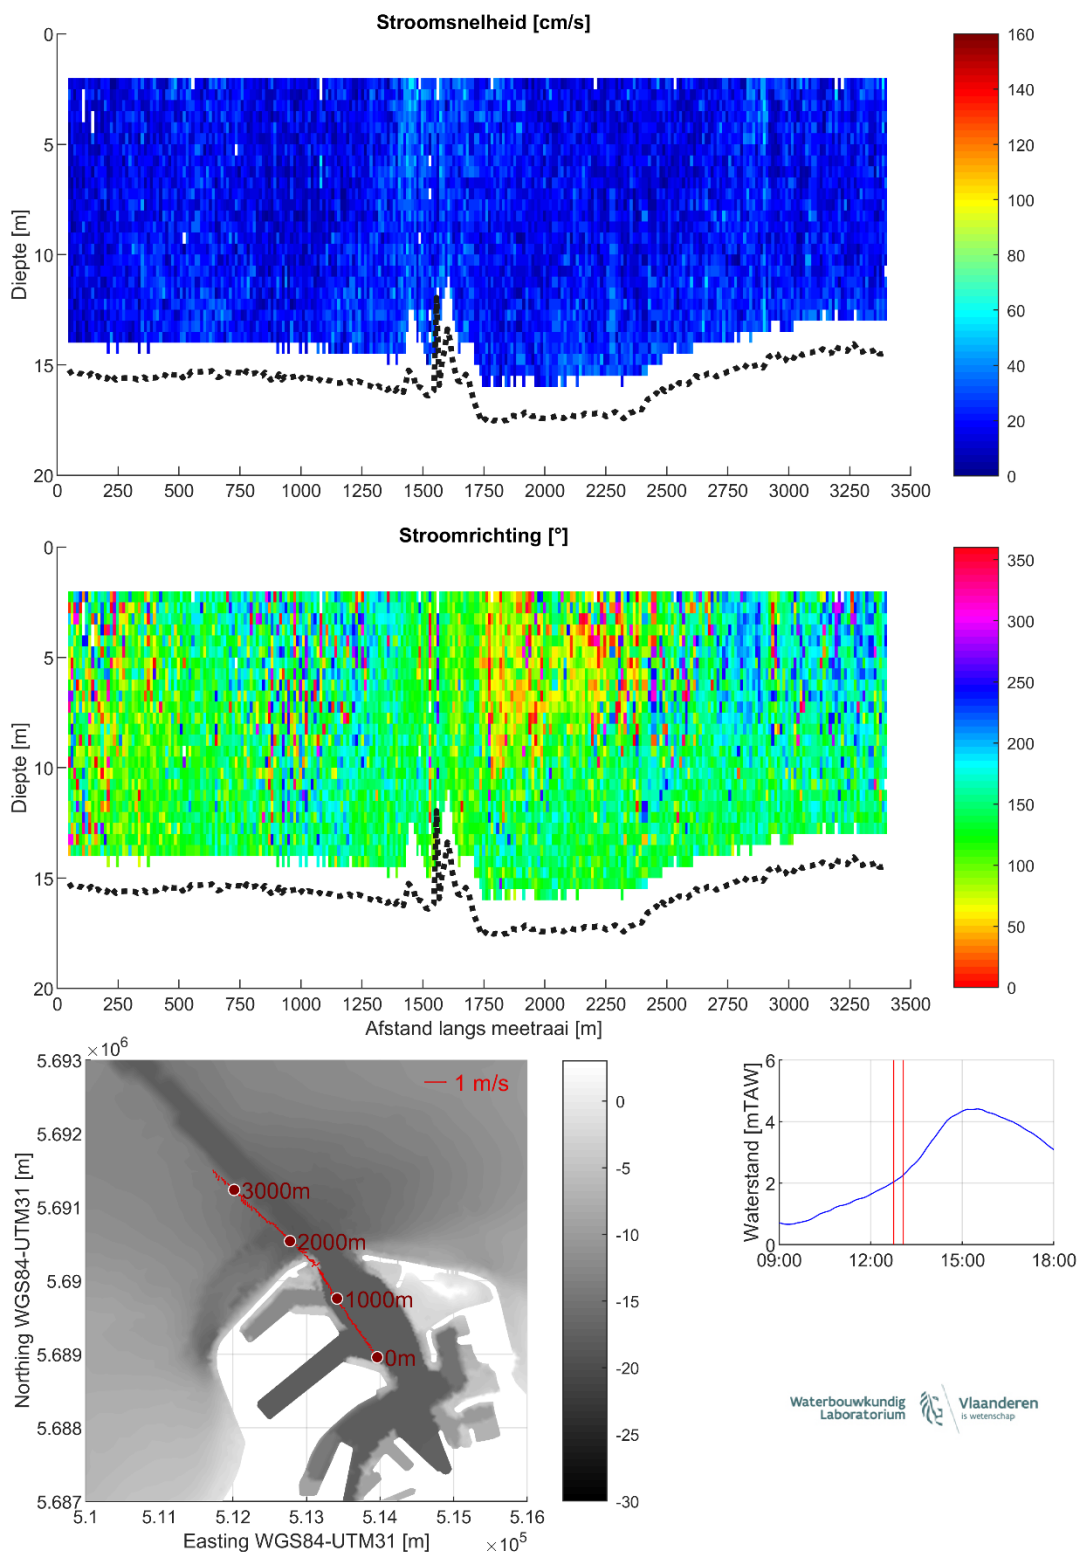 Stroomsnelheid [cm/s]
0
5
10
15
20
Diepte [m]
0 250 500 750 1000 1250 1500 1750 2000 2250 2500 2750 3000 3250 3500
160
140
120
100
80
60
40
20
0
Stroomrichting [°]
0
5
10
15
20
Diepte [m]
0 250 500 750 1000 1250 1500 1750 2000 2250 2500 2750 3000 3250 3500
Afstand langs meetraai [m]
350
300
250
200
150
100
50
0
×10⁶
5.693
5.692
5.691
5.69
5.689
5.688
5.687
Northing WGS84-UTM31 [m]
1 m/s
3000m
2000m
1000m
0m
5.1 5.11 5.12 5.13 5.14 5.15 5.16
Easting WGS84-UTM31 [m]
×10⁵
0
-5
-10
-15
-20
-25
-30
Waterstand [mTAW]
6
4
2
0
09:00 12:00 15:00 18:00
Waterbouwkundig
Laboratorium
Vlaanderen
is wetenschap